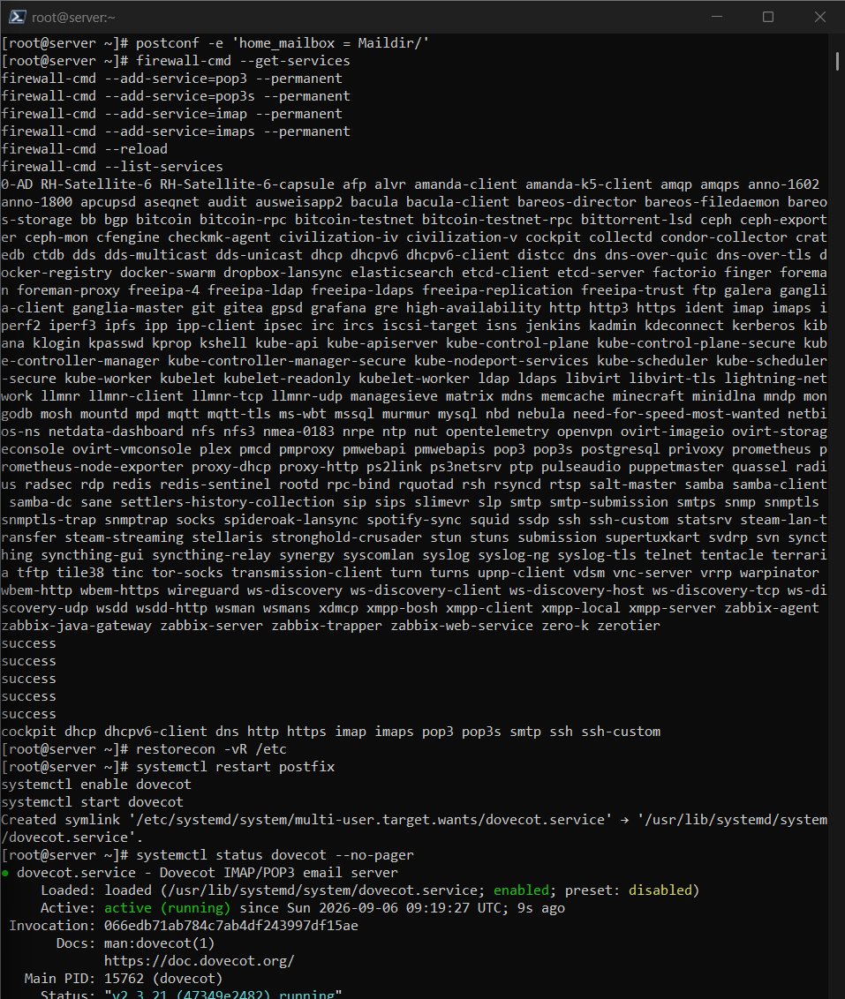 root@server:~
[root@server ~]# postconf -e 'home_mailbox = Maildir/'
[root@server ~]# firewall-cmd --get-services
firewall-cmd --add-service=pop3 --permanent
firewall-cmd --add-service=pop3s --permanent
firewall-cmd --add-service=imap --permanent
firewall-cmd --add-service=imaps --permanent
firewall-cmd --reload
firewall-cmd --list-services
0-AD RH-Satellite-6 RH-Satellite-6-capsule afp alvr amanda-client amanda-k5-client amqp amqps anno-1602
anno-1800 apcupsd aseqnet audit ausweisapp2 bacula bacula-client bareos-director bareos-filedaemon bareo
s-storage bb bgp bitcoin bitcoin-rpc bitcoin-testnet bitcoin-testnet-rpc bittorrent-lsd ceph ceph-export
er ceph-mon cfengine checkmk-agent civilization-iv civilization-v cockpit collectd condor-collector crat
edb ctdb dds dds-multicast dds-unicast dhcp dhcpv6 dhcpv6-client distcc dns dns-over-quic dns-over-tls d
ocker-registry docker-swarm dropbox-lansync elasticsearch etcd-client etcd-server factorio finger forema
n foreman-proxy freeipa-4 freeipa-ldap freeipa-ldaps freeipa-replication freeipa-trust ftp galera gangli
a-client ganglia-master git gitea gpsd grafana gre high-availability http http3 https ident imap imaps i
perf2 iperf3 ipfs ipp ipp-client ipsec irc ircs iscsi-target isns jenkins kadmin kdeconnect kerberos kib
ana klogin kpasswd kprop kshell kube-api kube-apiserver kube-control-plane kube-control-plane-secure kub
e-controller-manager kube-controller-manager-secure kube-nodeport-services kube-scheduler kube-scheduler
-secure kube-worker kubelet kubelet-readonly kubelet-worker ldap ldaps libvirt libvirt-tls lightning-net
work llmnr llmnr-client llmnr-tcp llmnr-udp managesieve matrix mdns memcache minecraft minidlna mndp mon
godb mosh mountd mpd mqtt mqtt-tls ms-wbt mssql murmur mysql nbd nebula need-for-speed-most-wanted netbi
os-ns netdata-dashboard nfs nfs3 nmea-0183 nrpe ntp nut opentelemetry openvpn ovirt-imageio ovirt-storag
econsole ovirt-vmconsole plex pmcd pmproxy pmwebapi pmwebapis pop3 pop3s postgresql privoxy prometheus p
rometheus-node-exporter proxy-dhcp proxy-http ps2link ps3netsrv ptp pulseaudio puppetmaster quassel radi
us radsec rdp redis redis-sentinel rootd rpc-bind rquotad rsh rsyncd rtsp salt-master samba samba-client
samba-dc sane settlers-history-collection sip sips slimevr slp smtp smtp-submission smtps snmp snmptls
snmptls-trap snmptrap socks spideroak-lansync spotify-sync squid ssdp ssh ssh-custom statsrv steam-lan-t
ransfer steam-streaming stellaris stronghold-crusader stun stuns submission supertuxkart svdrp svn synct
hing syncthing-gui syncthing-relay synergy syscomlan syslog syslog-ng syslog-tls telnet tentacle terrari
a tftp tile38 tinc tor-socks transmission-client turn turns upnp-client vdsm vnc-server vrrp warpinator
wbem-http wbem-https wireguard ws-discovery ws-discovery-client ws-discovery-host ws-discovery-tcp ws-di
scovery-udp wsdd wsdd-http wsman wsmans xdmcp xmpp-bosh xmpp-client xmpp-local xmpp-server zabbix-agent
zabbix-java-gateway zabbix-server zabbix-trapper zabbix-web-service zero-k zerotier
success
success
success
success
success
cockpit dhcp dhcpv6-client dns http https imap imaps pop3 pop3s smtp ssh ssh-custom
[root@server ~]# restorecon -vR /etc
[root@server ~]# systemctl restart postfix
systemctl enable dovecot
systemctl start dovecot
Created symlink '/etc/systemd/system/multi-user.target.wants/dovecot.service' → '/usr/lib/systemd/system
/dovecot.service'.
[root@server ~]# systemctl status dovecot --no-pager
● dovecot.service - Dovecot IMAP/POP3 email server
Loaded: loaded (/usr/lib/systemd/system/dovecot.service; enabled; preset: disabled)
Active: active (running) since Sun 2026-09-06 09:19:27 UTC; 9s ago
Invocation: 066edb71ab784c7ab4df243997df15ae
Docs: man:dovecot(1)
https://doc.dovecot.org/
Main PID: 15762 (dovecot)
Status: "v2.3.21 (47349e2482) running"